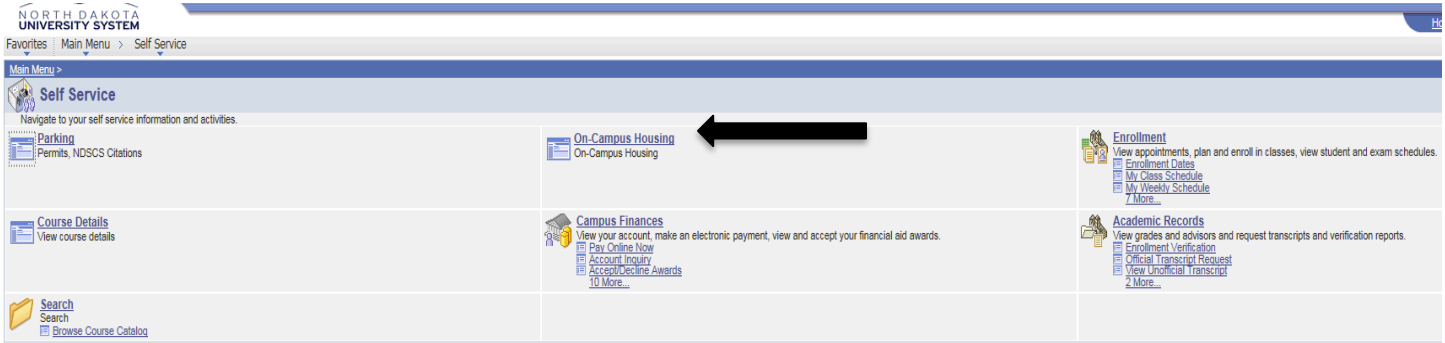 NORTH DAKOTA
UNIVERSITY SYSTEM
Favorites Main Menu > Self Service
Main Menu >
Self Service
Navigate to your self service information and activities.
Parking
Permits, NDSCS Citations
On-Campus Housing
On-Campus Housing
Enrollment
View appointments, plan and enroll in classes, view student and exam schedules.
Enrollment Dates
My Class Schedule
My Weekly Schedule
7 More...
Course Details
View course details
Campus Finances
View your account, make an electronic payment, view and accept your financial aid awards.
Pay Online Now
Account Inquiry
Accept/Decline Awards
10 More...
Academic Records
View grades and advisors and request transcripts and verification reports.
Enrollment Verification
Official Transcript Request
View Unofficial Transcript
2 More...
Search
Search
Browse Course Catalog